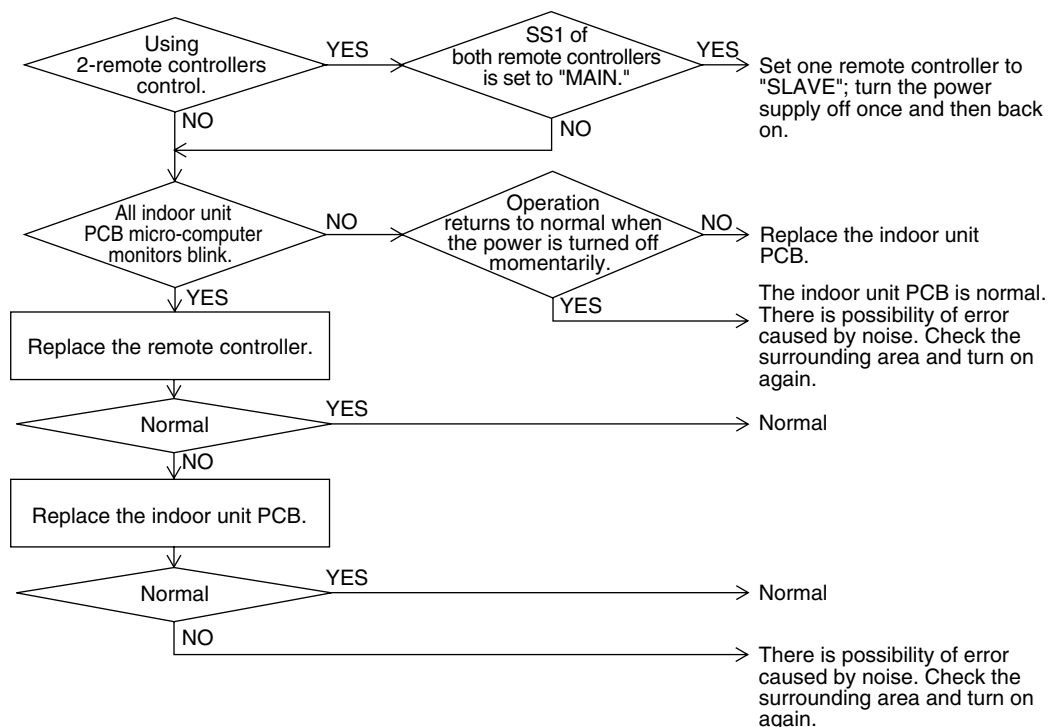 Using
2-remote controllers
control.
YES
SS1 of
both remote controllers
is set to "MAIN."
YES
Set one remote controller to
"SLAVE"; turn the power
supply off once and then back
on.
NO
NO
All indoor unit
PCB micro-computer
monitors blink.
NO
Operation
returns to normal when
the power is turned off
momentarily.
NO
Replace the indoor unit
PCB.
YES
YES
The indoor unit PCB is normal.
There is possibility of error
caused by noise. Check the
surrounding area and turn on
again.
Replace the remote controller.
Normal
YES
Normal
NO
Replace the indoor unit PCB.
Normal
YES
Normal
NO
There is possibility of error
caused by noise. Check the
surrounding area and turn on
again.